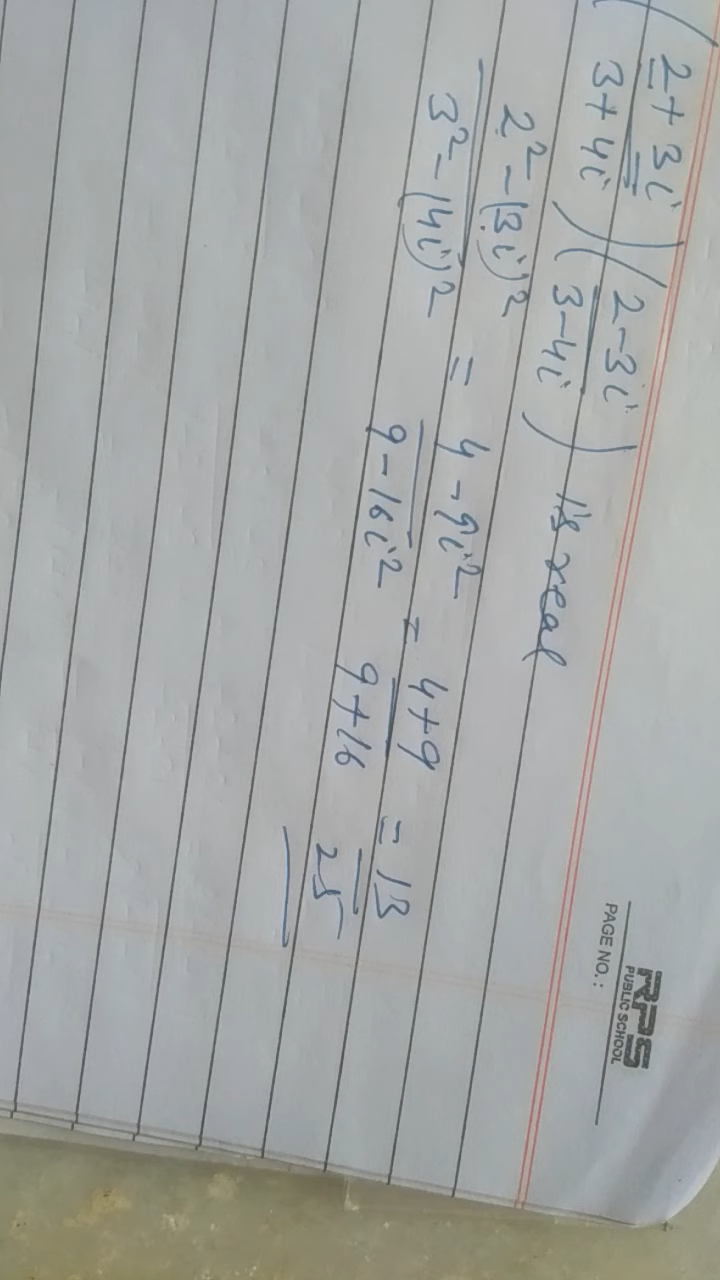 RPS
PUBLIC SCHOOL
PAGE NO.:
(2+3i/3+4i)(2-3i/3-4i) is real
2²-(3i)²/3²-(4i)² = 4-9i²/9-16i² = 4+9/9+16 = 13/25